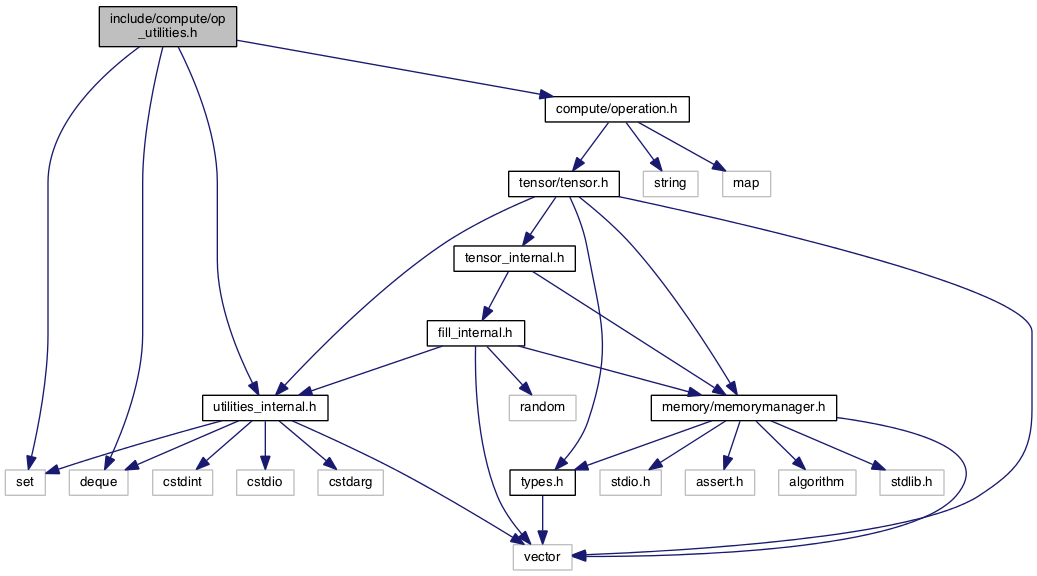 include/compute/op
_utilities.h
compute/operation.h
tensor/tensor.h
string
map
tensor_internal.h
fill_internal.h
utilities_internal.h
random
memory/memorymanager.h
set
deque
cstdint
cstdio
cstdarg
types.h
stdio.h
assert.h
algorithm
stdlib.h
vector